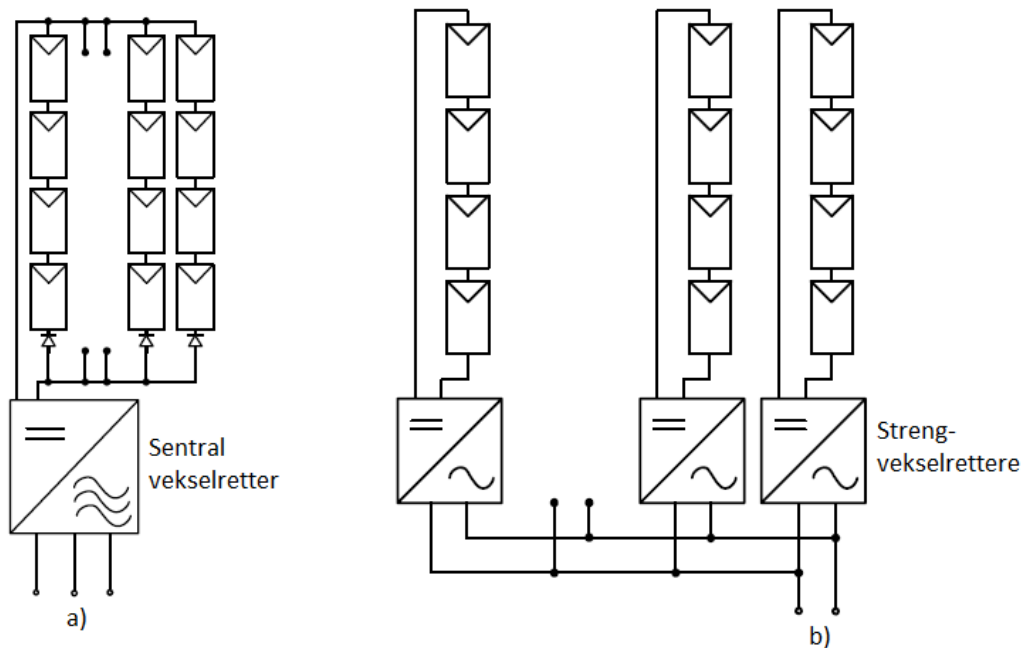 Sentral
vekselretter
a)
Streng-
vekselrettere
b)